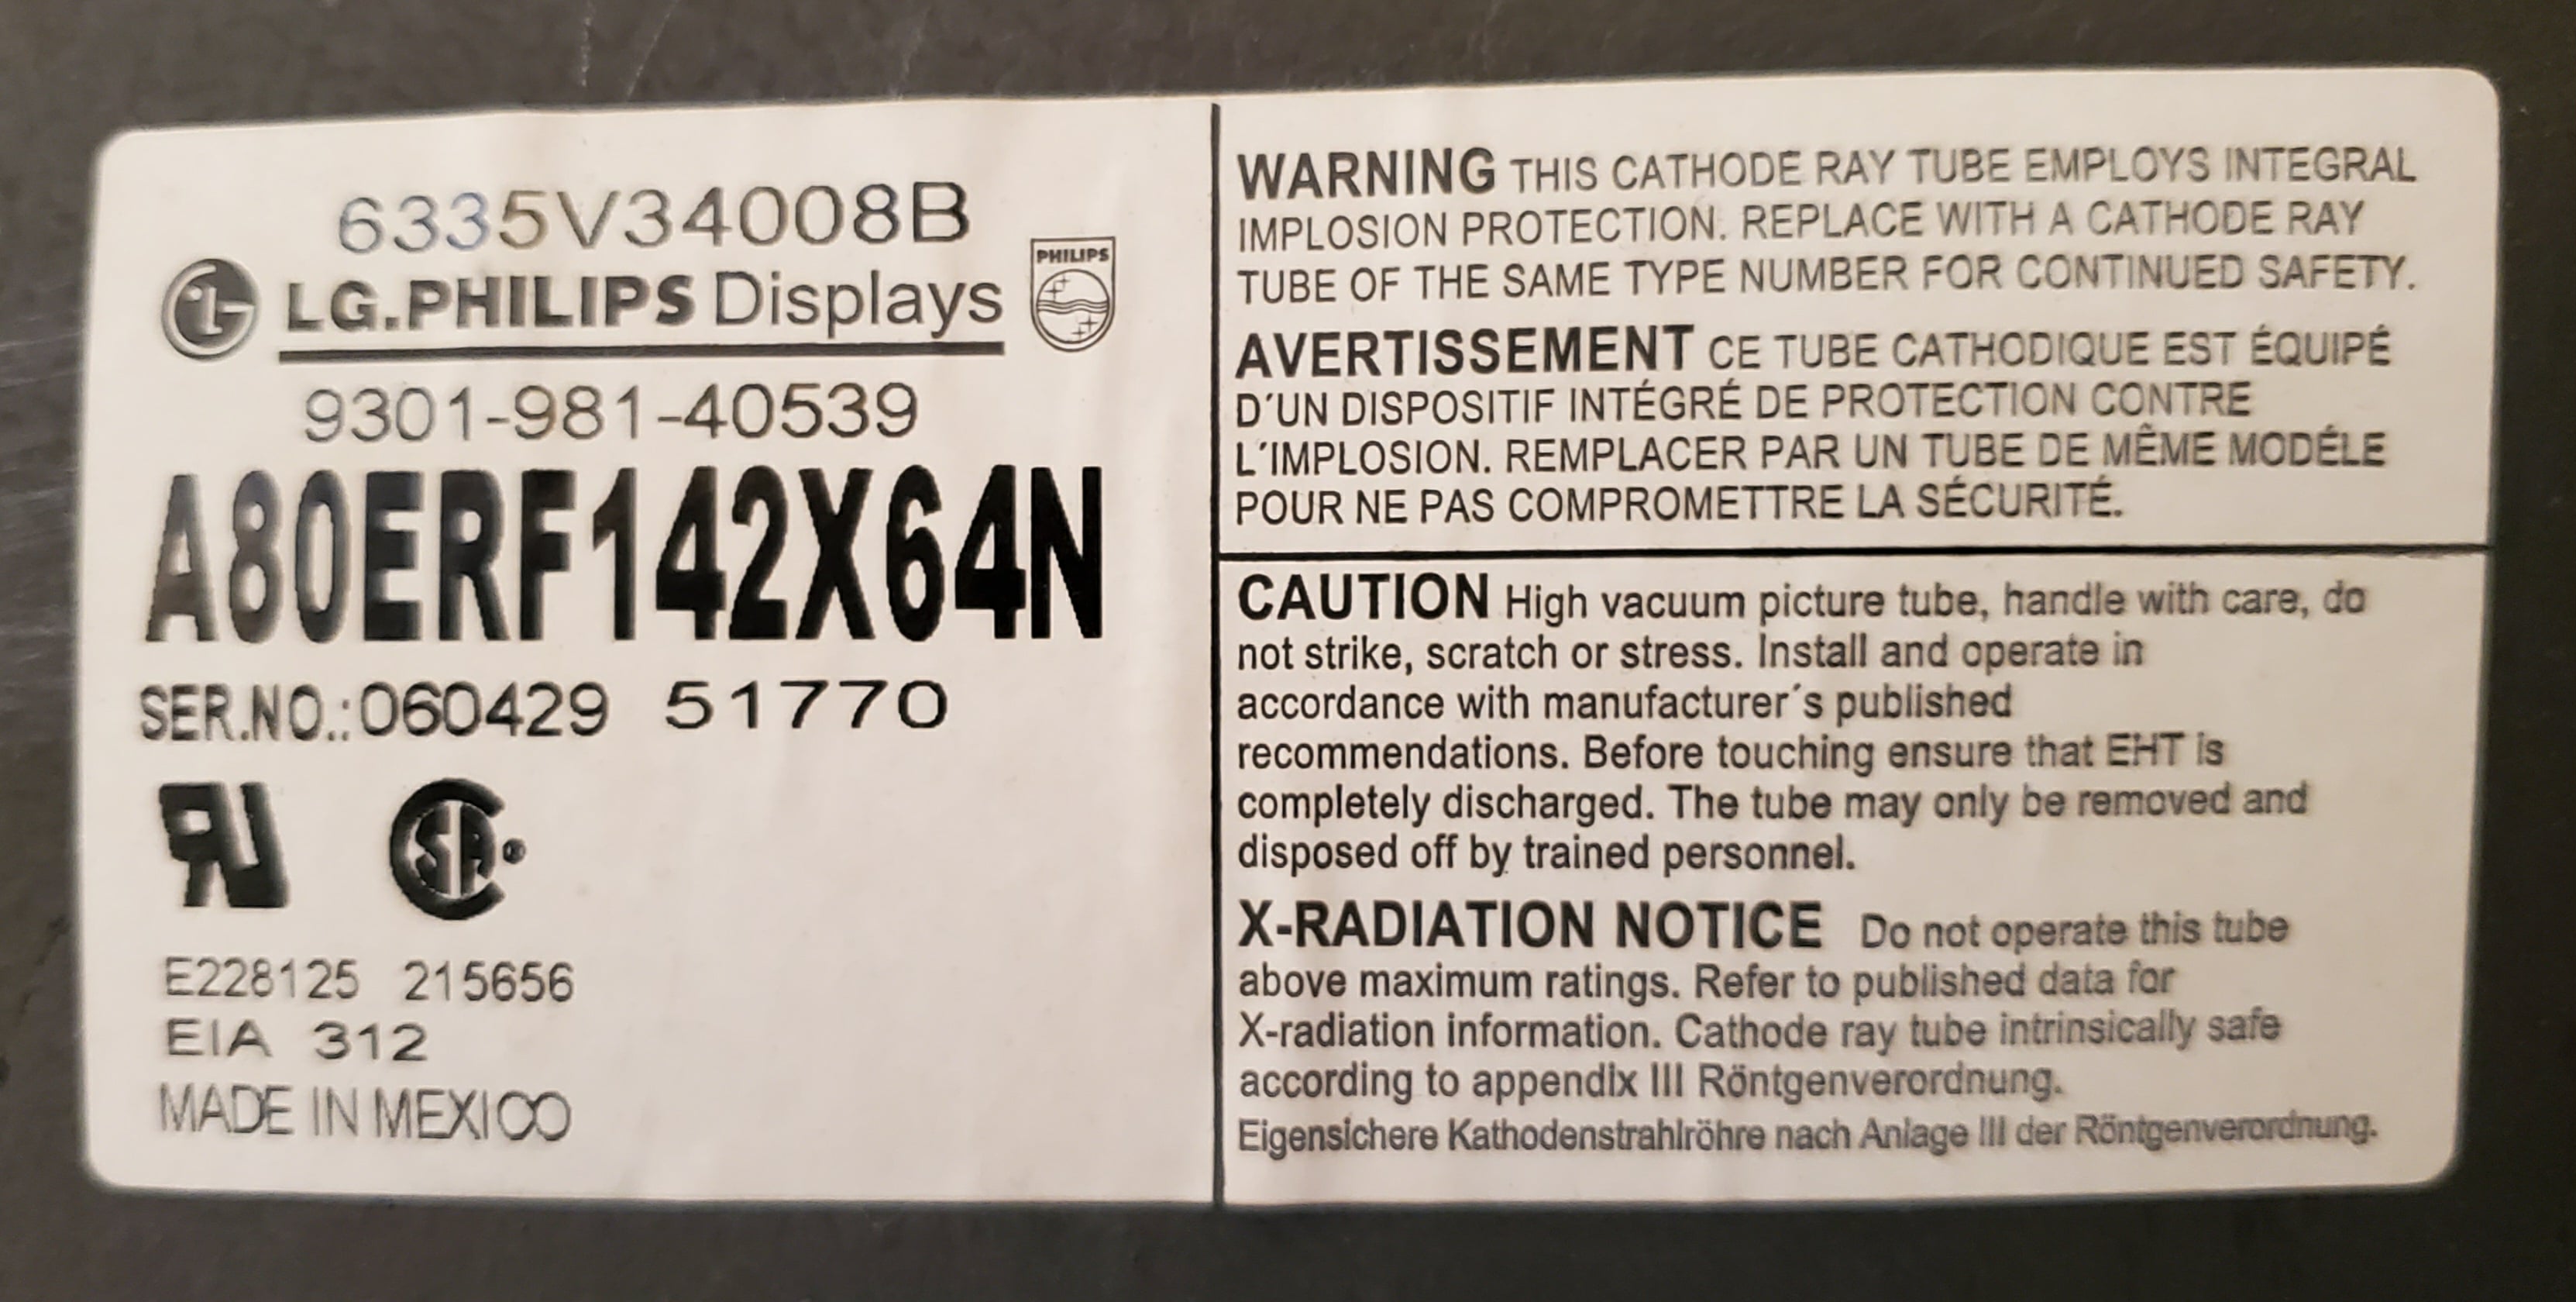 6335V34008B
LG.PHILIPS Displays
PHILIPS
9301-981-40539
A80ERF142X64N
SER.NO.:060429 51770
E228125 215656
EIA 312
MADE IN MEXICO
WARNING THIS CATHODE RAY TUBE EMPLOYS INTEGRAL
IMPLOSION PROTECTION. REPLACE WITH A CATHODE RAY
TUBE OF THE SAME TYPE NUMBER FOR CONTINUED SAFETY.
AVERTISSEMENT CE TUBE CATHODIQUE EST ÉQUIPÉ
D´UN DISPOSITIF INTÉGRÉ DE PROTECTION CONTRE
L´IMPLOSION. REMPLACER PAR UN TUBE DE MÊME MODÉLE
POUR NE PAS COMPROMETTRE LA SÉCURITÉ.
CAUTION High vacuum picture tube, handle with care, do
not strike, scratch or stress. Install and operate in
accordance with manufacturer´s published
recommendations. Before touching ensure that EHT is
completely discharged. The tube may only be removed and
disposed off by trained personnel.
X-RADIATION NOTICE Do not operate this tube
above maximum ratings. Refer to published data for
X-radiation information. Cathode ray tube intrinsically safe
according to appendix III Röntgenverordnung.
Eigensichere Kathodenstrahlröhre nach Anlage III der Röntgenverordnung.